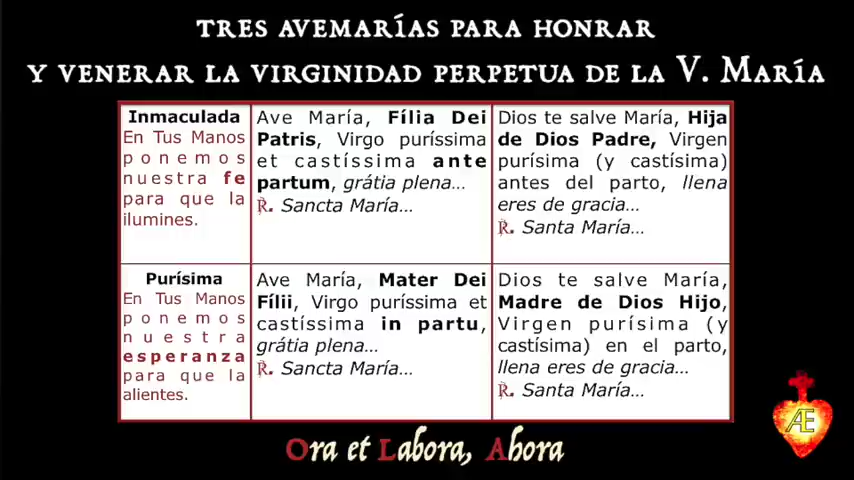 TRES AVEMARÍAS PARA HONRAR
Y VENERAR LA VIRGINIDAD PERPETUA DE LA V. MARÍA
Inmaculada
En Tus Manos
ponemos
nuestra fe
para que la
ilumines.
Ave María, Fília Dei
Patris, Virgo puríssima
et castíssima ante
partum, grátia plena...
℟. Sancta María...
Dios te salve María, Hija
de Dios Padre, Virgen
purísima (y castísima)
antes del parto, llena
eres de gracia...
℟. Santa María...
Purísima
En Tus Manos
ponemos
nuestra
esperanza
para que la
alientes.
Ave María, Mater Dei
Fílii, Virgo puríssima et
castíssima in partu,
grátia plena...
℟. Sancta María...
Dios te salve María,
Madre de Dios Hijo,
Virgen purísima (y
castísima) en el parto,
llena eres de gracia...
℟. Santa María...
Ora et Labora, Ahora
Æ